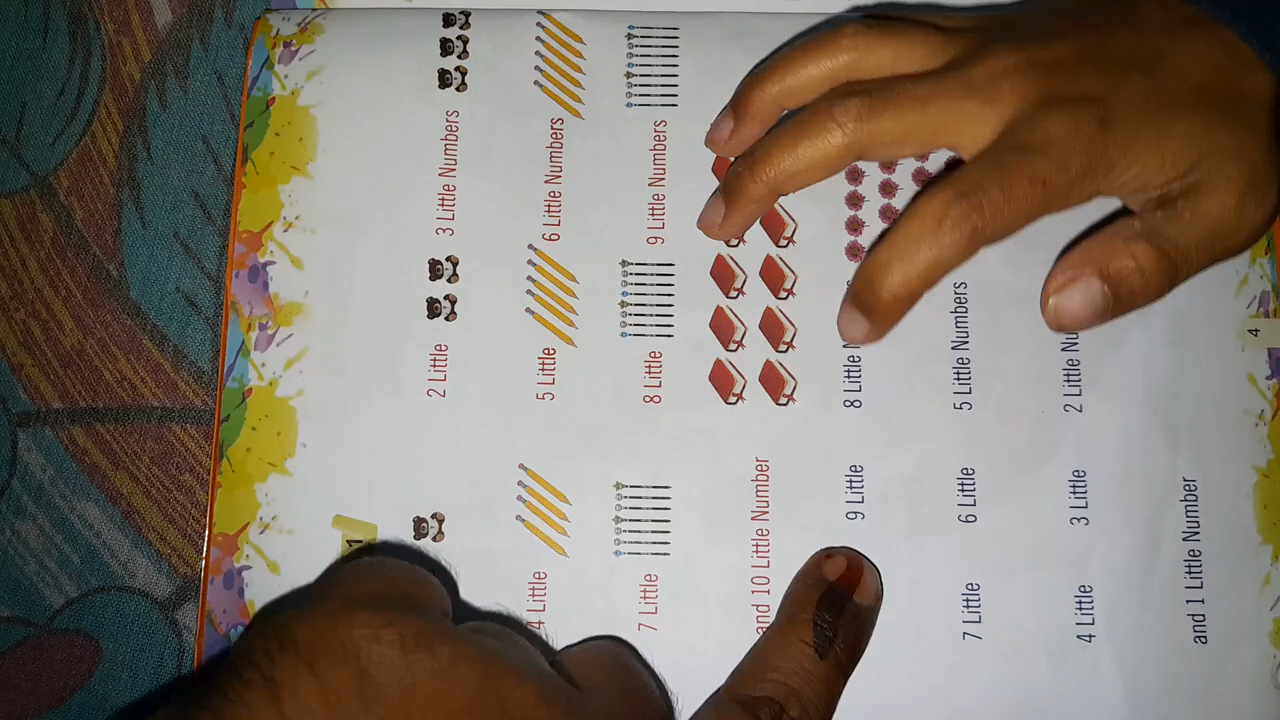 1
2 Little 3 Little Numbers
4 Little 5 Little 6 Little Numbers
7 Little 8 Little 9 Little Numbers
and 10 Little Number
9 Little 8 Little
7 Little 6 Little 5 Little Numbers
4 Little 3 Little 2 Little
and 1 Little Number
4